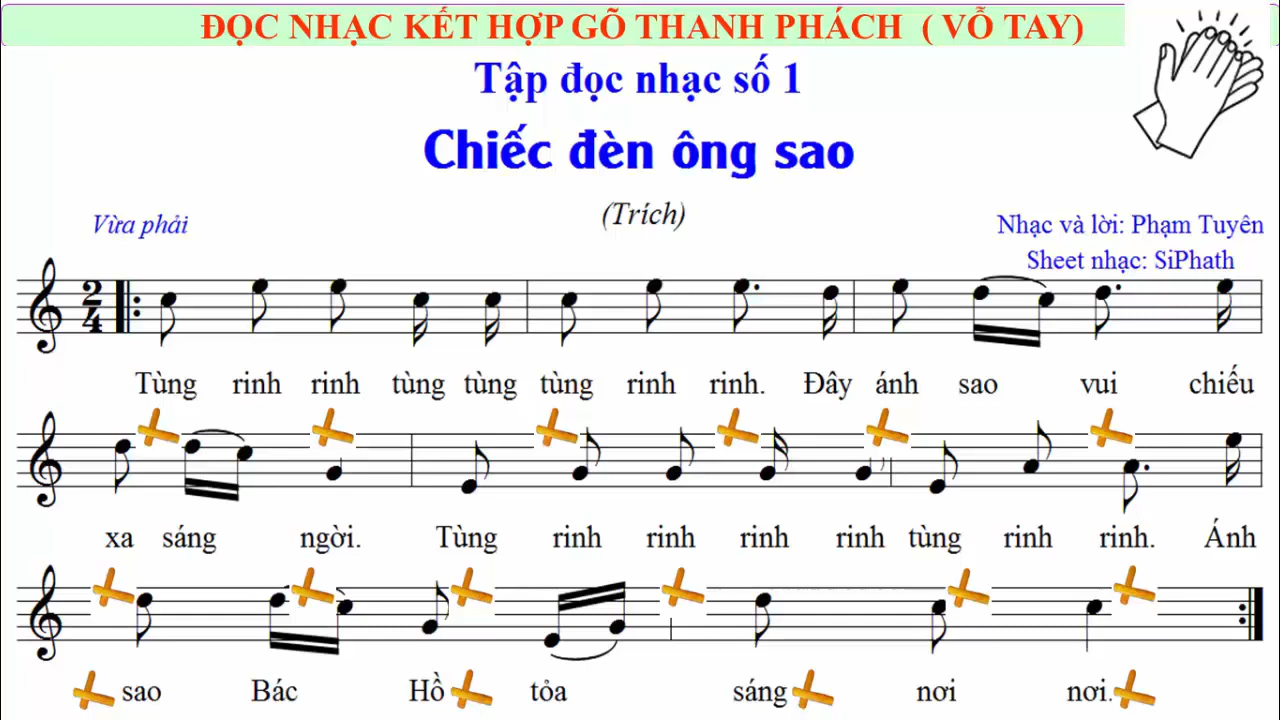 ĐỌC NHẠC KẾT HỢP GÕ THANH PHÁCH ( VỖ TAY)
Tập đọc nhạc số 1
Chiếc đèn ông sao
(Trích)
Vừa phải
Nhạc và lời: Phạm Tuyên
Sheet nhạc: SiPhath
2
4
Tùng rinh rinh tùng tùng tùng rinh rinh. Đây ánh sao vui chiếu
xa sáng ngời. Tùng rinh rinh rinh rinh tùng rinh rinh. Ánh
sao Bác Hồ tỏa sáng nơi nơi.